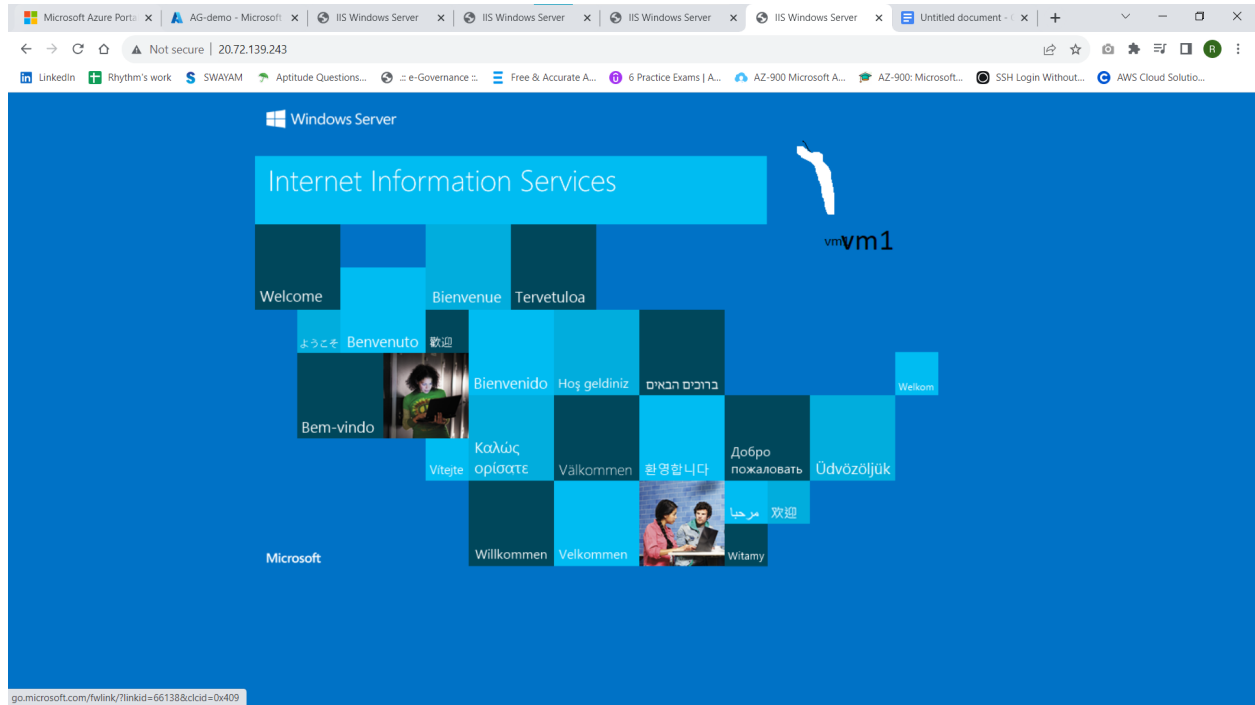 Microsoft Azure Porta
AG-demo - Microsoft
IIS Windows Server
IIS Windows Server
IIS Windows Server
IIS Windows Server
Untitled document -
Not secure | 20.72.139.243
R
LinkedIn
Rhythm's work
SWAYAM
Aptitude Questions...
.:: e-Governance ::.
Free & Accurate A...
6 Practice Exams | A...
AZ-900 Microsoft A...
AZ-900: Microsoft...
SSH Login Without...
AWS Cloud Solutio...
Windows Server
Internet Information Services
vm1
Welcome
Bienvenue
Tervetuloa
ようこそ
Benvenuto
歡迎
Bienvenido
Hoş geldiniz
ברוכים הבאים
Welkom
Bem-vindo
Vítejte
Καλώς
ορίσατε
Välkommen
환영합니다
Добро
пожаловать
Üdvözöljük
مرحبا
欢迎
Willkommen
Velkommen
Witamy
Microsoft
go.microsoft.com/fwlink/?linkid=66138&clcid=0x409